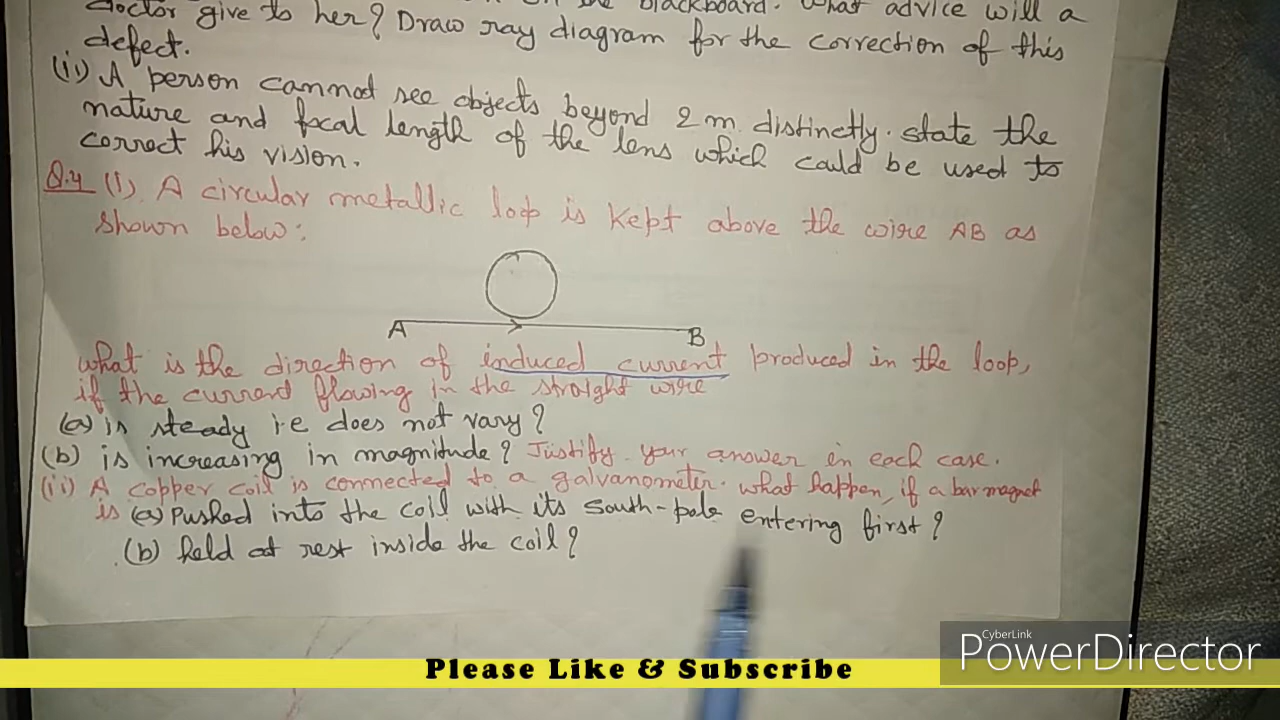 the blackboard. What advice will a
doctor give to her? Draw ray diagram for the correction of this
defect.
(ii) A person cannot see objects beyond 2 m distinctly. state the
nature and focal length of the lens which could be used to
correct his vision.
Q.4 (i). A circular metallic loop is kept above the wire AB as
shown below:
A
B
what is the direction of induced current produced in the loop,
if the current flowing in the straight wire
(a) is steady i.e does not vary?
(b) is increasing in magnitude? Justify your answer in each case.
(ii) A copper coil is connected to a galvanometer. what happen, if a bar magnet
is (a) Pushed into the coil with its south-pole entering first?
(b) held at rest inside the coil?
CyberLink
PowerDirector
Please Like & Subscribe